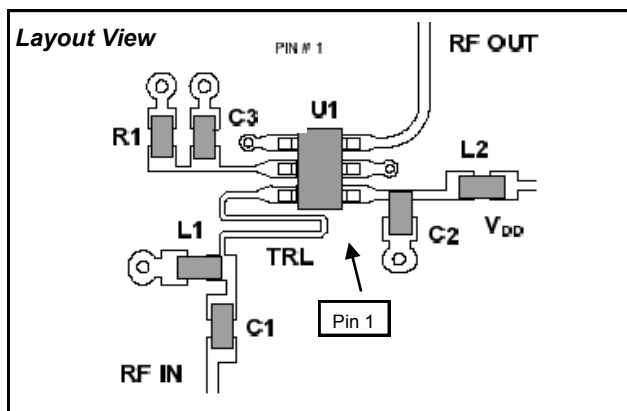 Layout View
PIN # 1
RF OUT
U1
C3
R1
L2
L1
TRL
C2
VDD
Pin 1
C1
RF IN